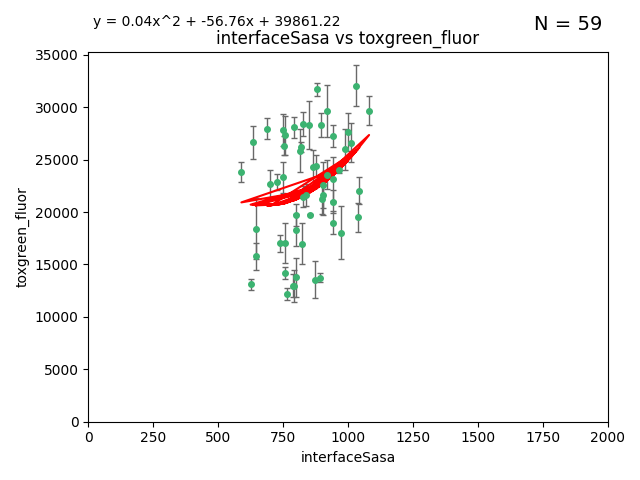 y = 0.04x^2 + -56.76x + 39861.22
N = 59
interfaceSasa vs toxgreen_fluor
35000
30000
25000
20000
15000
10000
5000
0
toxgreen_fluor
0 250 500 750 1000 1250 1500 1750 2000
interfaceSasa